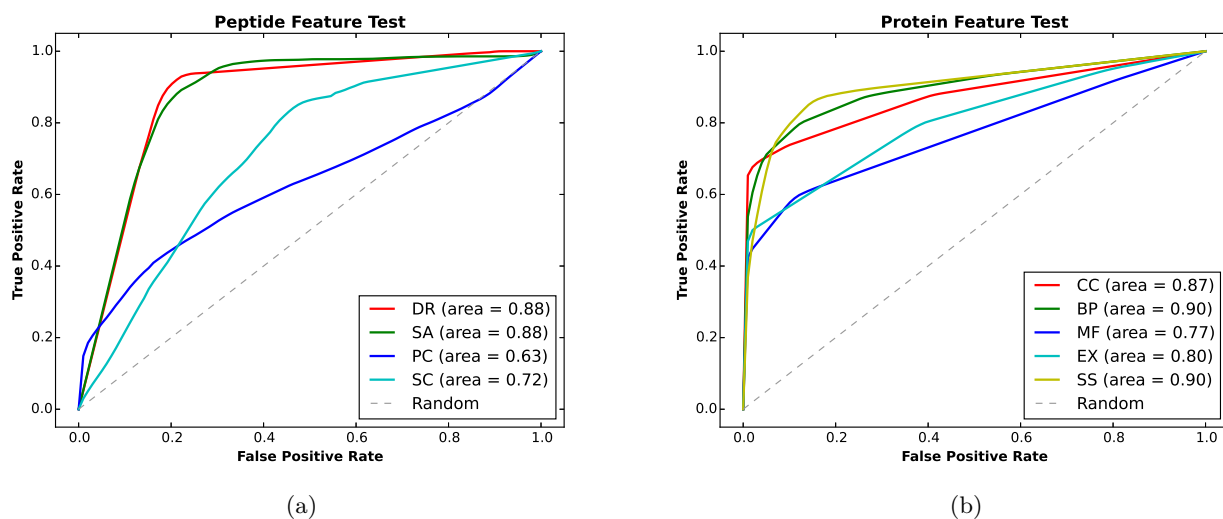 Peptide Feature Test
1.0
0.8
0.6
0.4
0.2
0.0
True Positive Rate
0.0 0.2 0.4 0.6 0.8 1.0
False Positive Rate
DR (area = 0.88)
SA (area = 0.88)
PC (area = 0.63)
SC (area = 0.72)
Random
(a)
Protein Feature Test
1.0
0.8
0.6
0.4
0.2
0.0
True Positive Rate
0.0 0.2 0.4 0.6 0.8 1.0
False Positive Rate
CC (area = 0.87)
BP (area = 0.90)
MF (area = 0.77)
EX (area = 0.80)
SS (area = 0.90)
Random
(b)